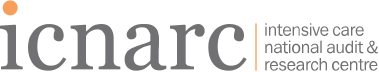 icnarc
intensive care
national audit &
research centre